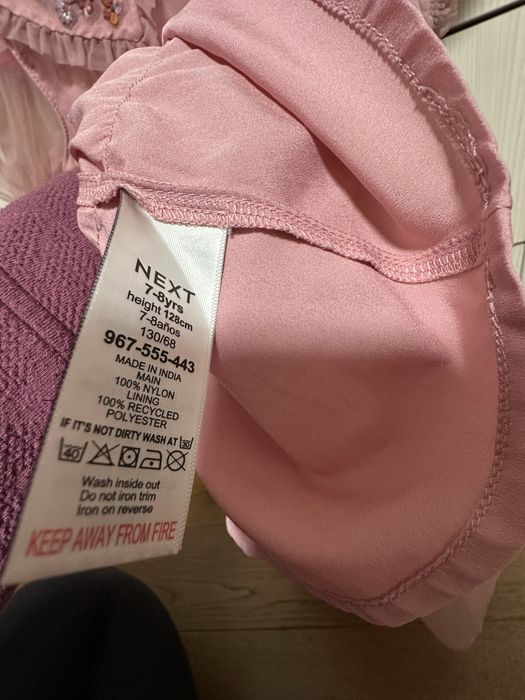 NEXT
7-8yrs
height 128cm
7-8años
130/68
967-555-443
MADE IN INDIA
MAIN
100% NYLON
LINING
100% RECYCLED
POLYESTER
IF IT'S NOT DIRTY WASH AT 30
40
Wash inside out
Do not iron trim
Iron on reverse
KEEP AWAY FROM FIRE